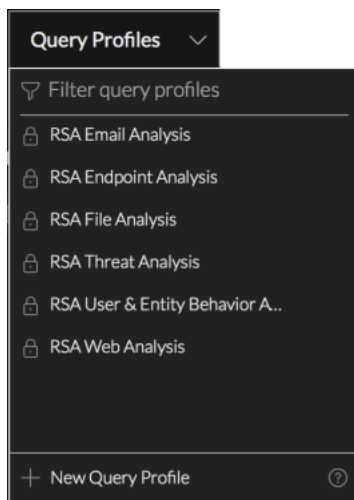 Query Profiles
Filter query profiles
RSA Email Analysis
RSA Endpoint Analysis
RSA File Analysis
RSA Threat Analysis
RSA User & Entity Behavior A...
RSA Web Analysis
New Query Profile